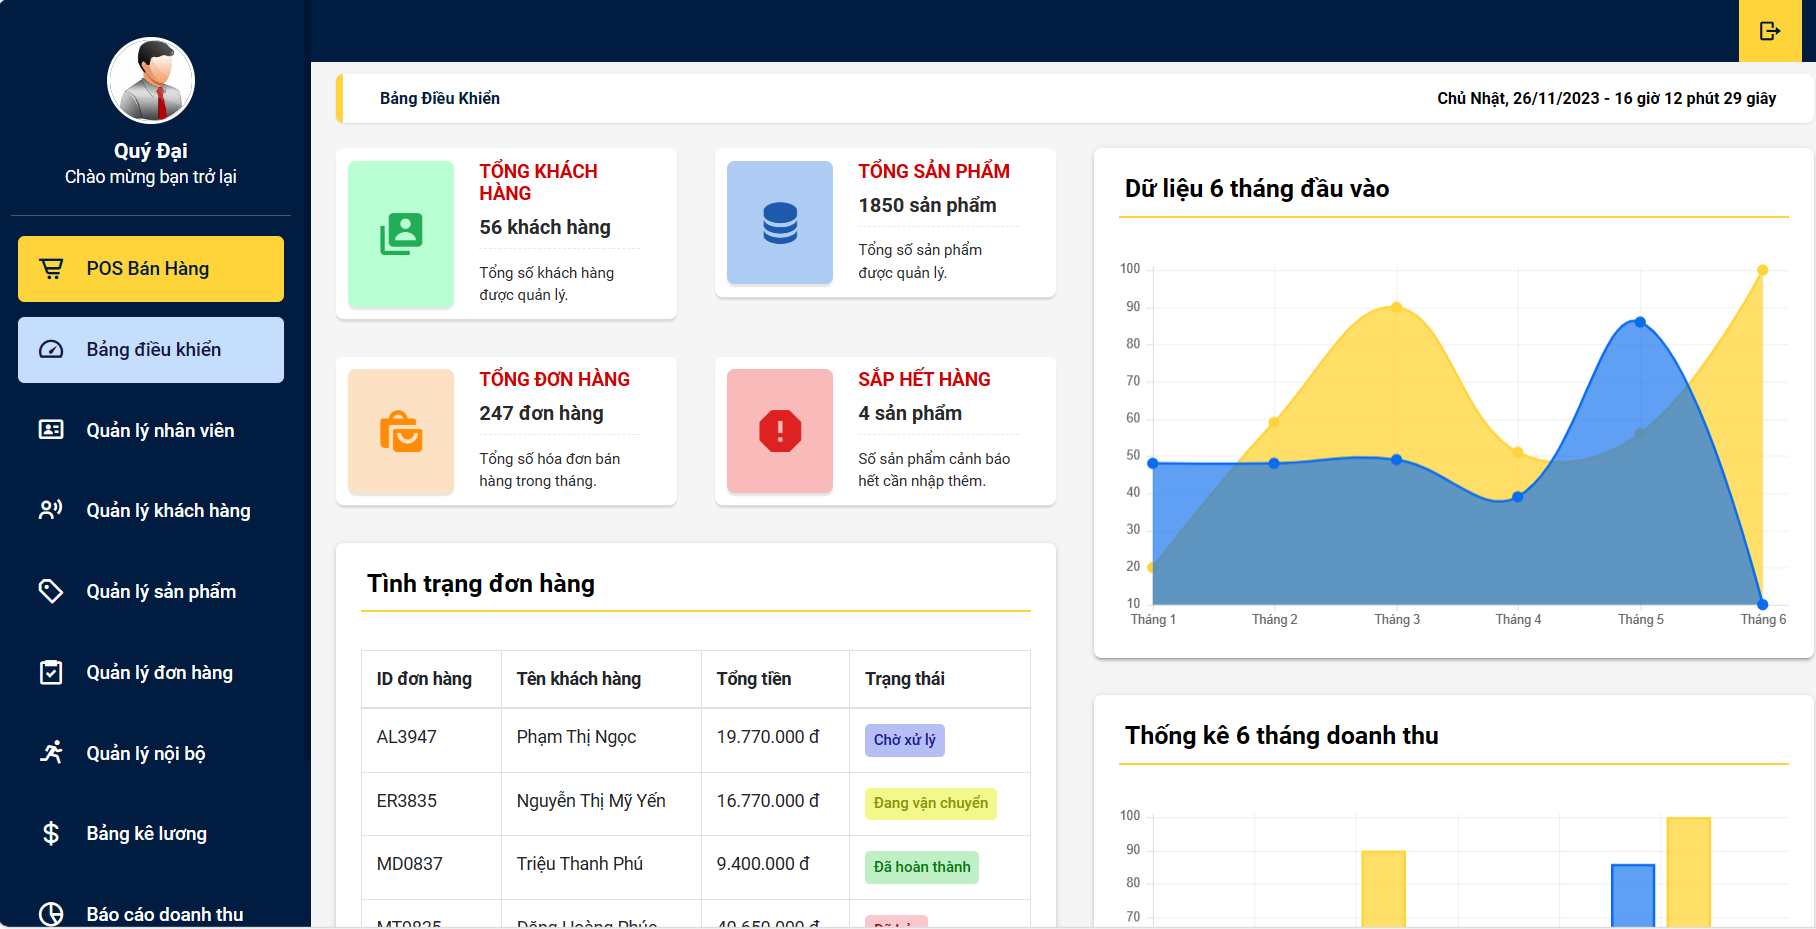 Quý Đại
Chào mừng bạn trở lại
POS Bán Hàng
Bảng điều khiển
Quản lý nhân viên
Quản lý khách hàng
Quản lý sản phẩm
Quản lý đơn hàng
Quản lý nội bộ
Bảng kê lương
Báo cáo doanh thu
Bảng Điều Khiển
Chủ Nhật, 26/11/2023 - 16 giờ 12 phút 29 giây
TỔNG KHÁCH
HÀNG
56 khách hàng
Tổng số khách hàng
được quản lý.
TỔNG SẢN PHẨM
1850 sản phẩm
Tổng số sản phẩm
được quản lý.
TỔNG ĐƠN HÀNG
247 đơn hàng
Tổng số hóa đơn bán
hàng trong tháng.
SẮP HẾT HÀNG
4 sản phẩm
Số sản phẩm cảnh báo
hết cần nhập thêm.
Tình trạng đơn hàng
ID đơn hàng Tên khách hàng Tổng tiền Trạng thái
AL3947 Phạm Thị Ngọc 19.770.000 đ Chờ xử lý
ER3835 Nguyễn Thị Mỹ Yến 16.770.000 đ Đang vận chuyển
MD0837 Triệu Thanh Phú 9.400.000 đ Đã hoàn thành
MT9835 Đặng Hoàng Phúc 40.650.000 đ Đã
Dữ liệu 6 tháng đầu vào
100
90
80
70
60
50
40
30
20
10
Tháng 1 Tháng 2 Tháng 3 Tháng 4 Tháng 5 Tháng 6
Thống kê 6 tháng doanh thu
100
90
80
70